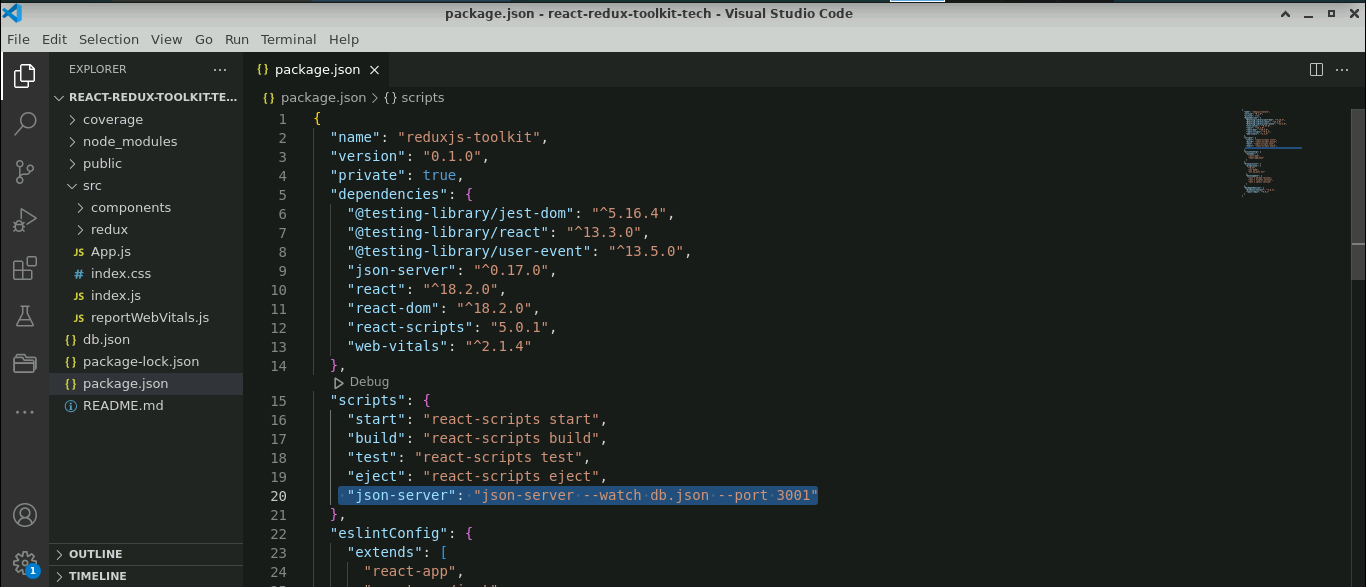 package.json - react-redux-toolkit-tech - Visual Studio Code
File Edit Selection View Go Run Terminal Help
EXPLORER
REACT-REDUX-TOOLKIT-TE...
coverage
node_modules
public
src
components
redux
JS App.js
# index.css
JS index.js
JS reportWebVitals.js
{} db.json
{} package-lock.json
{} package.json
README.md
OUTLINE
TIMELINE
1
{} package.json
{} package.json > {} scripts
1 {
2 "name": "reduxjs-toolkit",
3 "version": "0.1.0",
4 "private": true,
5 "dependencies": {
6 "@testing-library/jest-dom": "^5.16.4",
7 "@testing-library/react": "^13.3.0",
8 "@testing-library/user-event": "^13.5.0",
9 "json-server": "^0.17.0",
10 "react": "^18.2.0",
11 "react-dom": "^18.2.0",
12 "react-scripts": "5.0.1",
13 "web-vitals": "^2.1.4"
14 },
Debug
15 "scripts": {
16 "start": "react-scripts start",
17 "build": "react-scripts build",
18 "test": "react-scripts test",
19 "eject": "react-scripts eject",
20 "json-server": "json-server --watch db.json --port 3001"
21 },
22 "eslintConfig": {
23 "extends": [
24 "react-app",